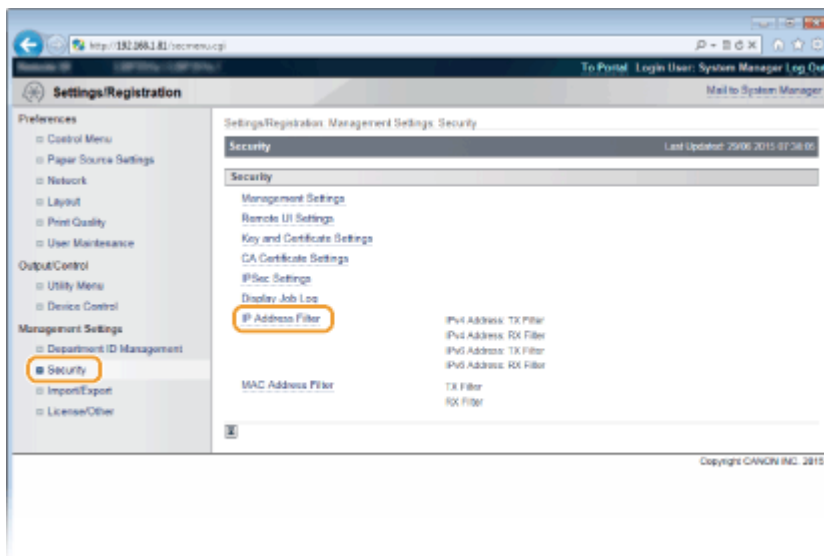 http://192.168.1.81/secmenu.cgi
To Portal Login User: System Manager Log Ou
Settings/Registration
Mail to System Manager
Preferences
Control Menu
Paper Source Settings
Network
Layout
Print Quality
User Maintenance
Output/Control
Utility Menu
Device Control
Management Settings
Department ID Management
Security
Import/Export
License/Other
Settings/Registration: Management Settings: Security
Security
Last Updated: 29/06 2015 07:38:05
Security
Management Settings
Remote UI Settings
Key and Certificate Settings
CA Certificate Settings
IPSec Settings
Display Job Log
IP Address Filter
IPv4 Address: TX Filter
IPv4 Address: RX Filter
IPv6 Address: TX Filter
IPv6 Address: RX Filter
MAC Address Filter
TX Filter
RX Filter
Copyright CANON INC. 2015